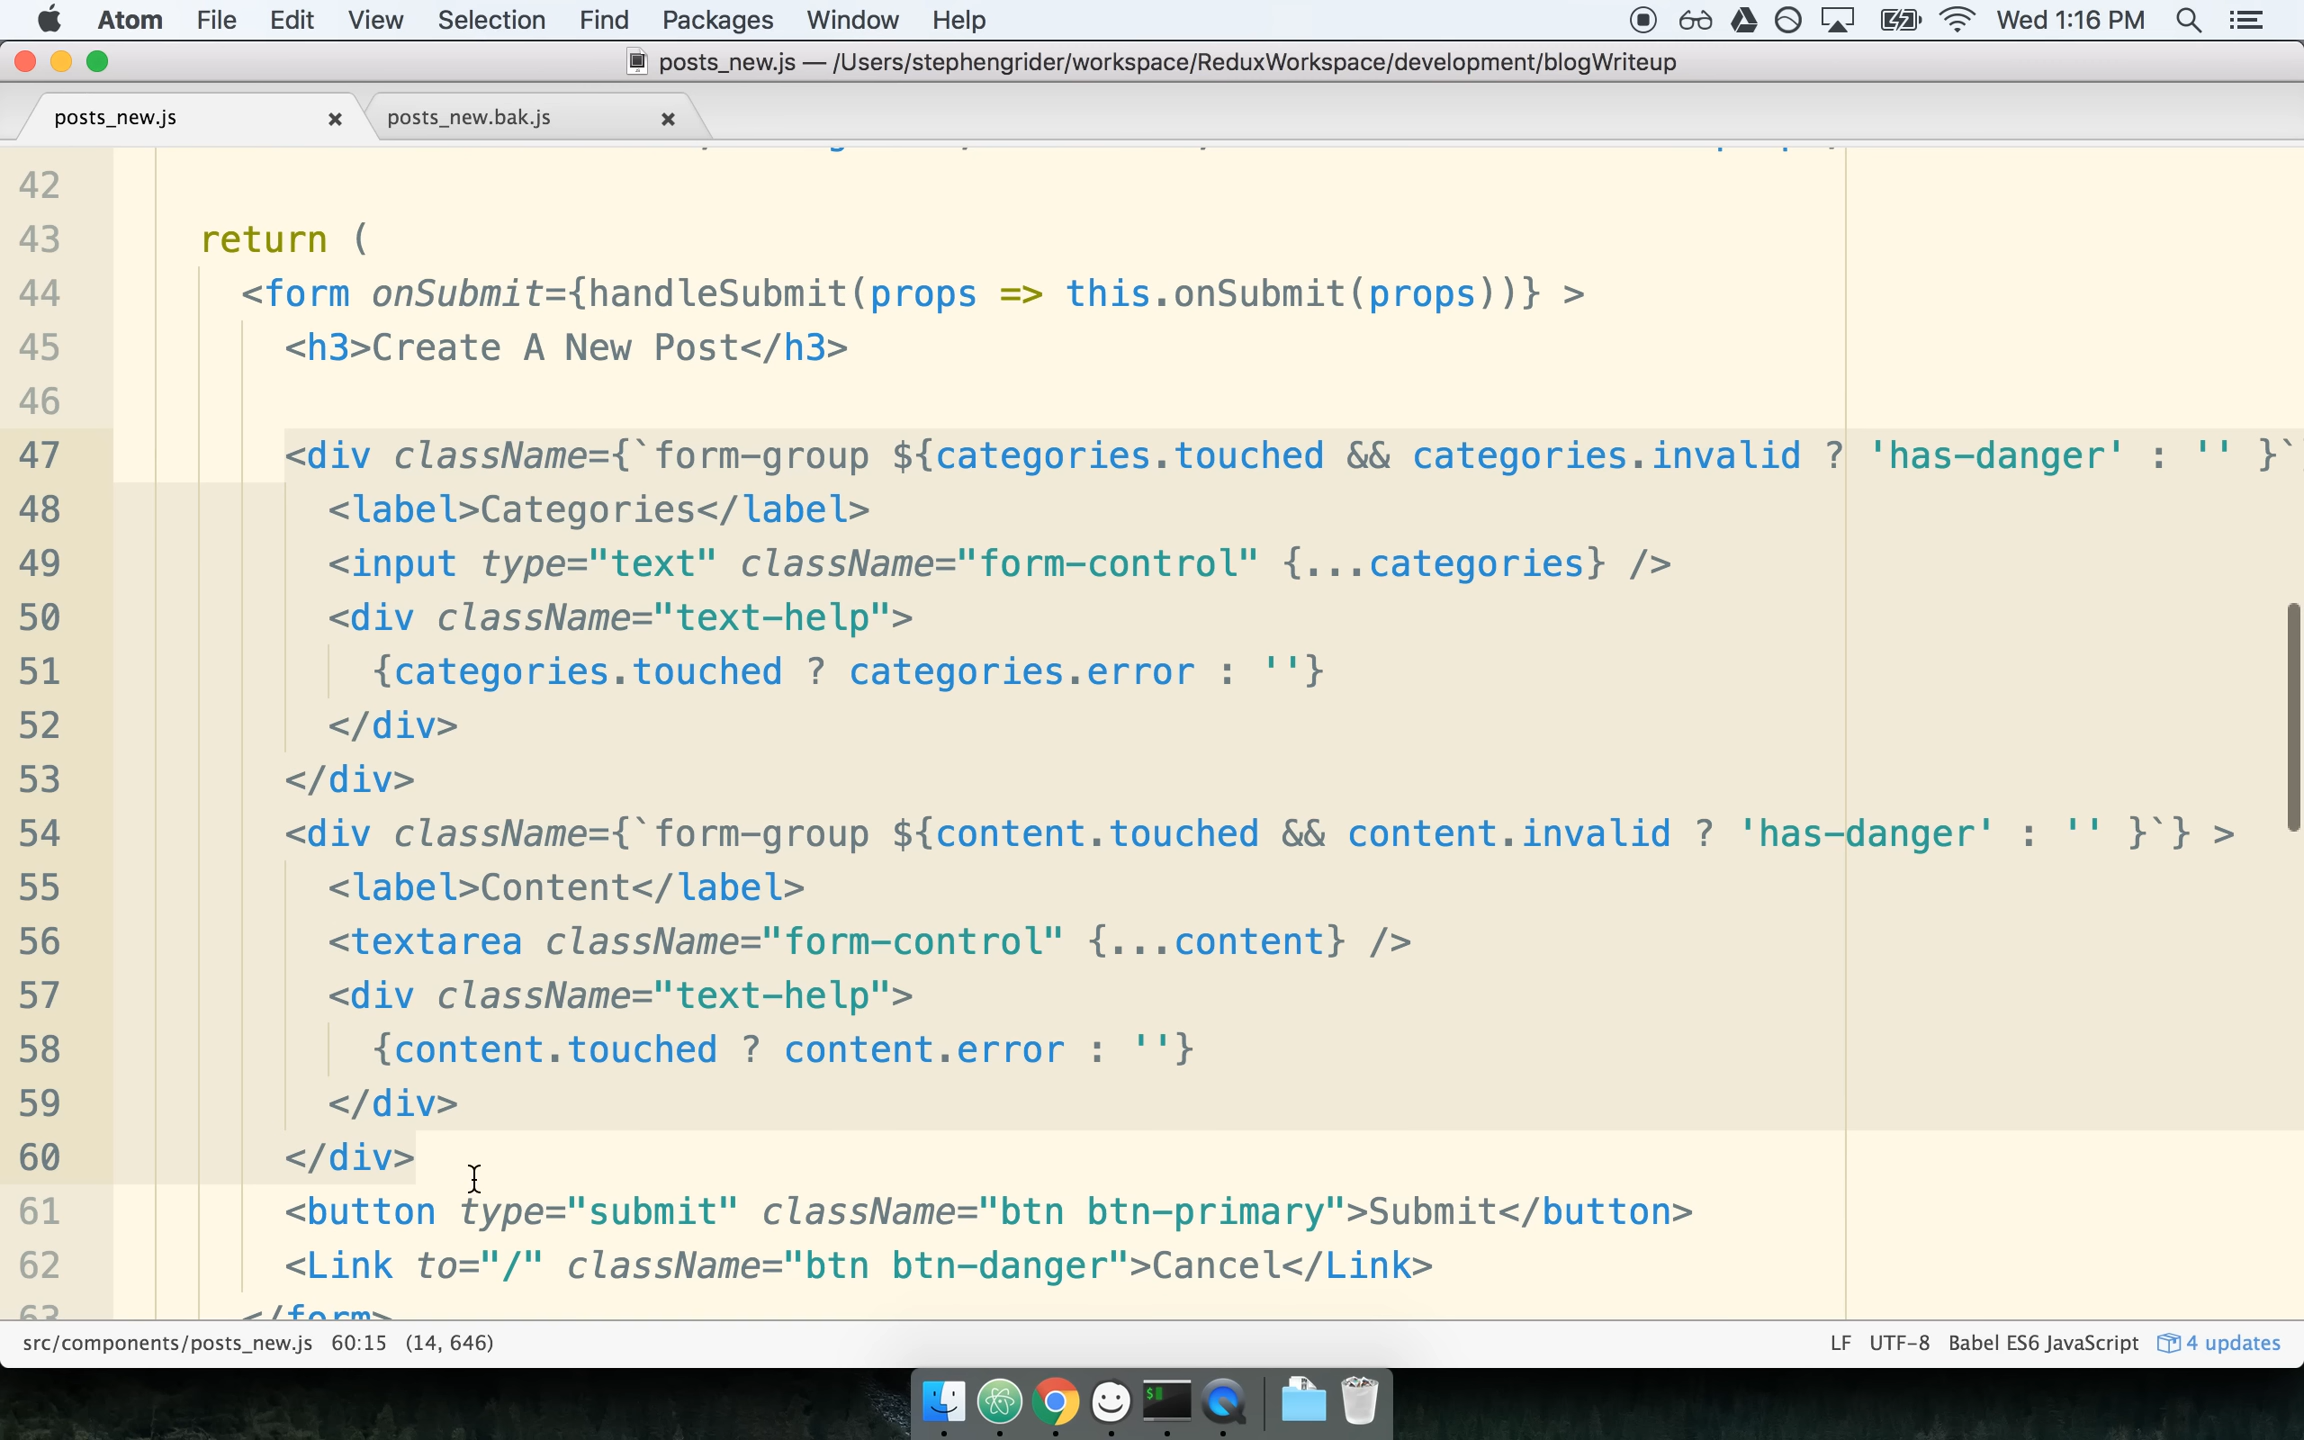 Atom File Edit View Selection Find Packages Window Help Wed 1:16 PM
posts_new.js — /Users/stephengrider/workspace/ReduxWorkspace/development/blogWriteup
posts_new.js posts_new.bak.js
42
43 return (
44 <form onSubmit={handleSubmit(props => this.onSubmit(props))} >
45 <h3>Create A New Post</h3>
46
47 <div className={`form-group ${categories.touched && categories.invalid ? 'has-danger' : '' }`
48 <label>Categories</label>
49 <input type="text" className="form-control" {...categories} />
50 <div className="text-help">
51 {categories.touched ? categories.error : ''}
52 </div>
53 </div>
54 <div className={`form-group ${content.touched && content.invalid ? 'has-danger' : '' }`} >
55 <label>Content</label>
56 <textarea className="form-control" {...content} />
57 <div className="text-help">
58 {content.touched ? content.error : ''}
59 </div>
60 </div>
61 <button type="submit" className="btn btn-primary">Submit</button>
62 <Link to="/" className="btn btn-danger">Cancel</Link>
63 </form>
src/components/posts_new.js 60:15 (14, 646) LF UTF-8 Babel ES6 JavaScript 4 updates